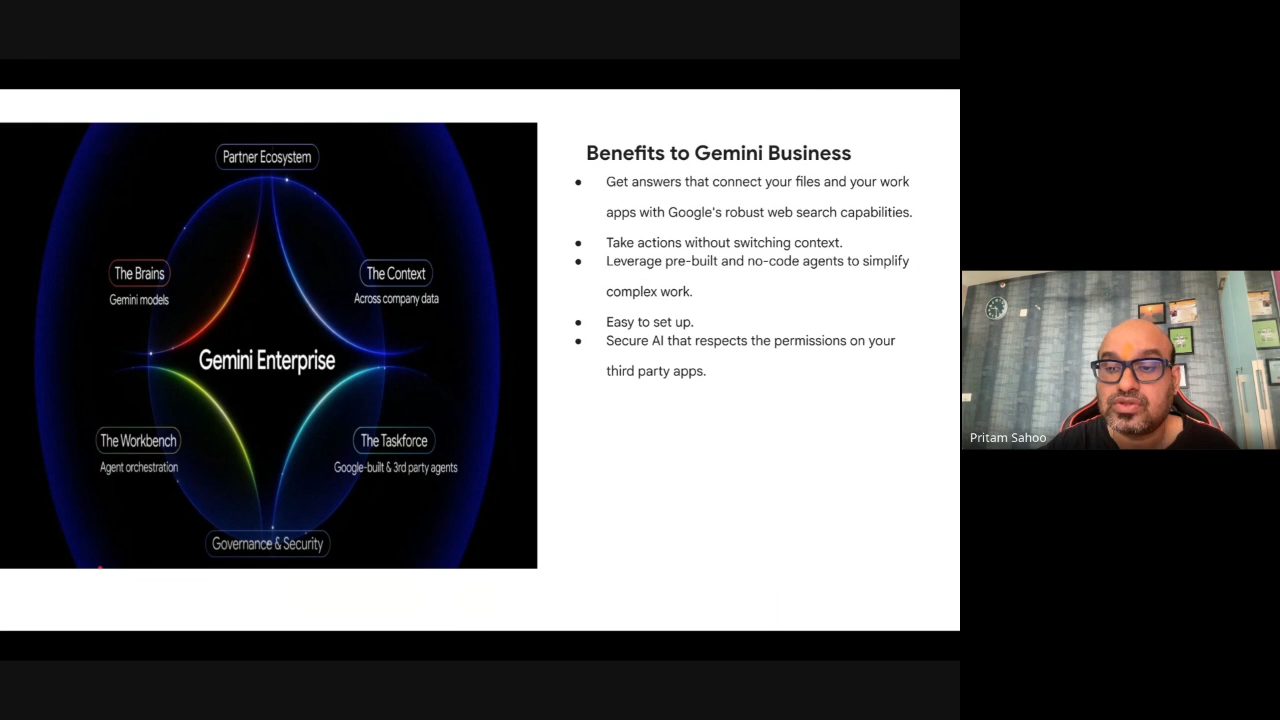 Partner Ecosystem
The Brains
Gemini models
The Context
Across company data
Gemini Enterprise
The Workbench
Agent orchestration
The Taskforce
Google-built & 3rd party agents
Governance & Security
Benefits to Gemini Business
● Get answers that connect your files and your work
apps with Google's robust web search capabilities.
● Take actions without switching context.
● Leverage pre-built and no-code agents to simplify
complex work.
● Easy to set up.
● Secure AI that respects the permissions on your
third party apps.
Pritam Sahoo